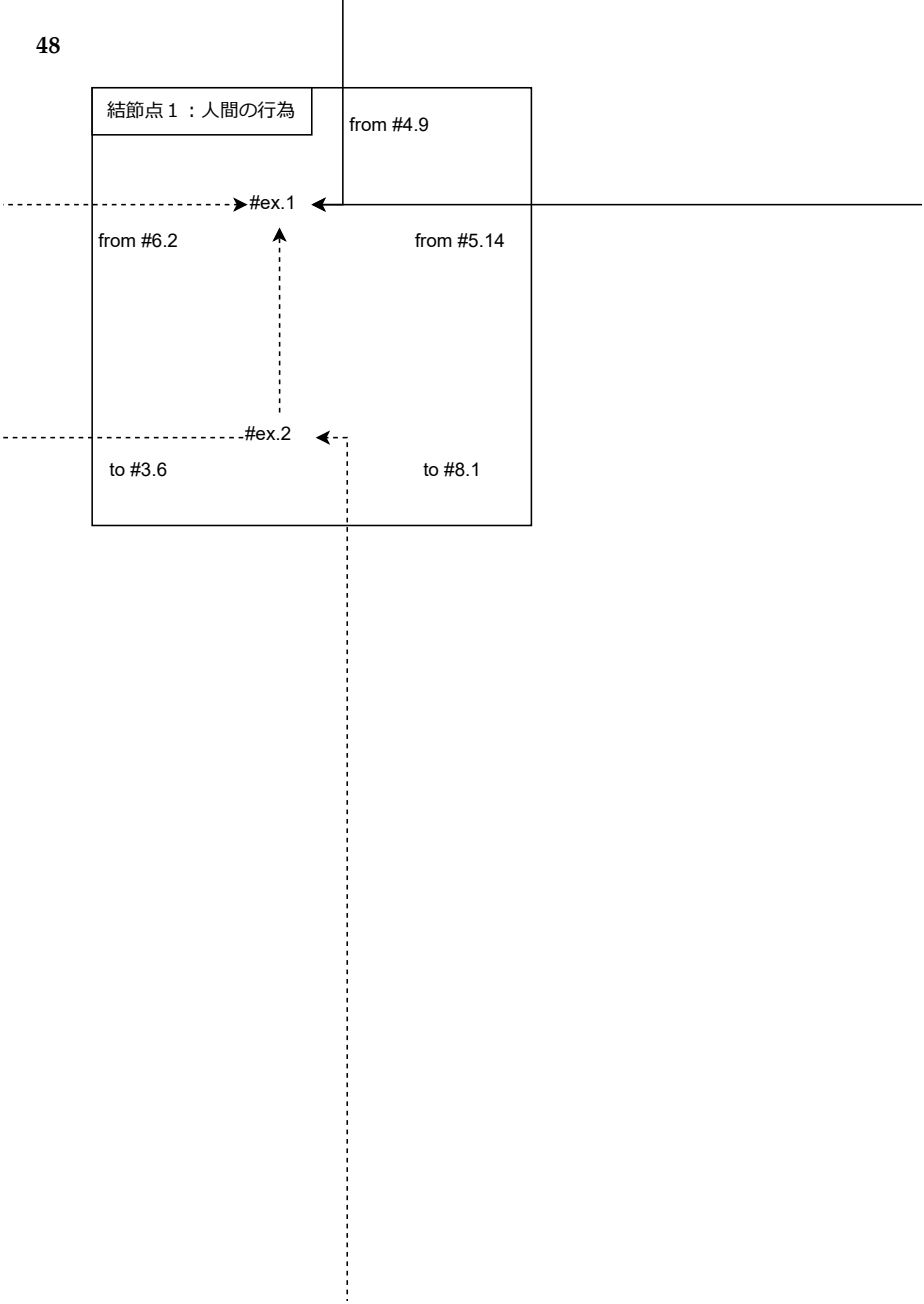 48
結節点１：人間の行為
from #4.9
#ex.1
from #6.2
from #5.14
#ex.2
to #3.6
to #8.1